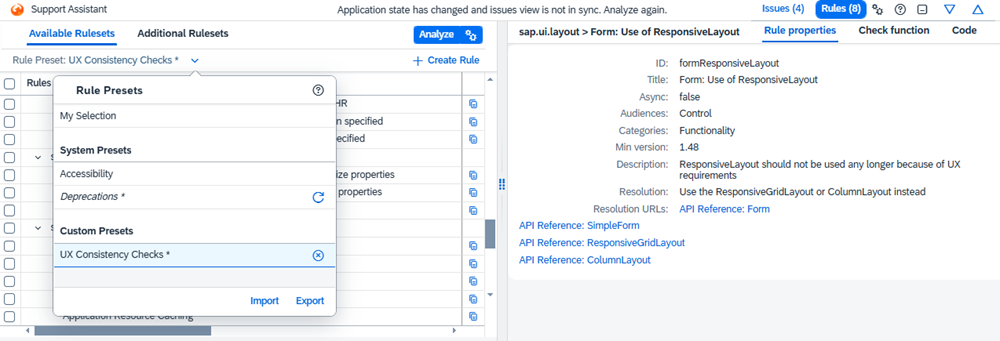 Support Assistant
Application state has changed and issues view is not in sync. Analyze again.
Issues (4)
Rules (8)
Available Rulesets
Additional Rulesets
Analyze
Rule Preset: UX Consistency Checks *
Create Rule
Rules
Rule Presets
My Selection
System Presets
Accessibility
Deprecations *
Custom Presets
UX Consistency Checks *
Import
Export
specified
ize properties
properties
Application Resource Caching
sap.ui.layout > Form: Use of ResponsiveLayout
Rule properties
Check function
Code
ID: formResponsiveLayout
Title: Form: Use of ResponsiveLayout
Async: false
Audiences: Control
Categories: Functionality
Min version: 1.48
Description: ResponsiveLayout should not be used any longer because of UX
requirements
Resolution: Use the ResponsiveGridLayout or ColumnLayout instead
Resolution URLs: API Reference: Form
API Reference: SimpleForm
API Reference: ResponsiveGridLayout
API Reference: ColumnLayout